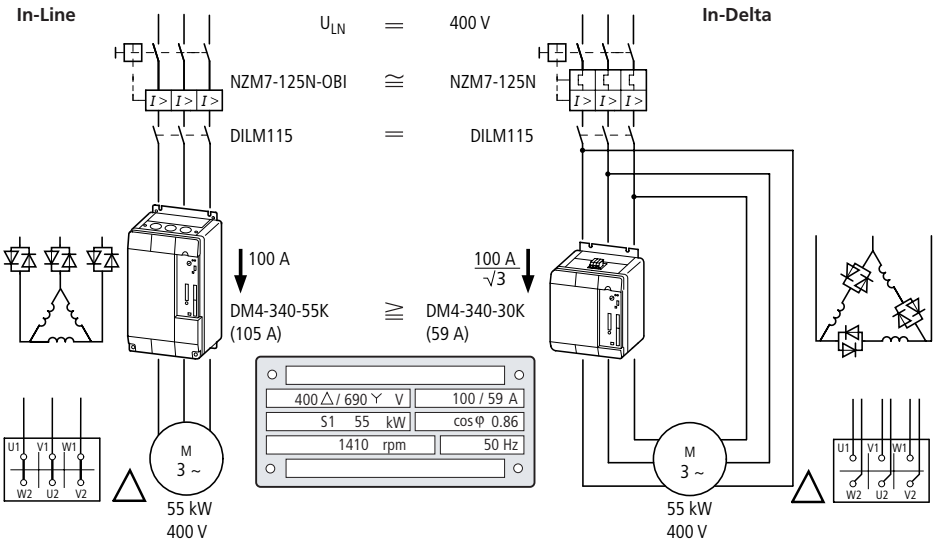 In-Line
In-Delta
U_LN = 400 V
NZM7-125N-OBI ≅ NZM7-125N
I> I> I>
I> I> I>
DILM115 = DILM115
100 A
100 A
√3
DM4-340-55K ≧ DM4-340-30K
(105 A) (59 A)
400 △ / 690 Y V 100 / 59 A
S1 55 kW cos φ 0.86
1410 rpm 50 Hz
U1 V1 W1
W2 U2 V2
M
3 ~
55 kW
400 V
M
3 ~
55 kW
400 V
U1 V1 W1
W2 U2 V2